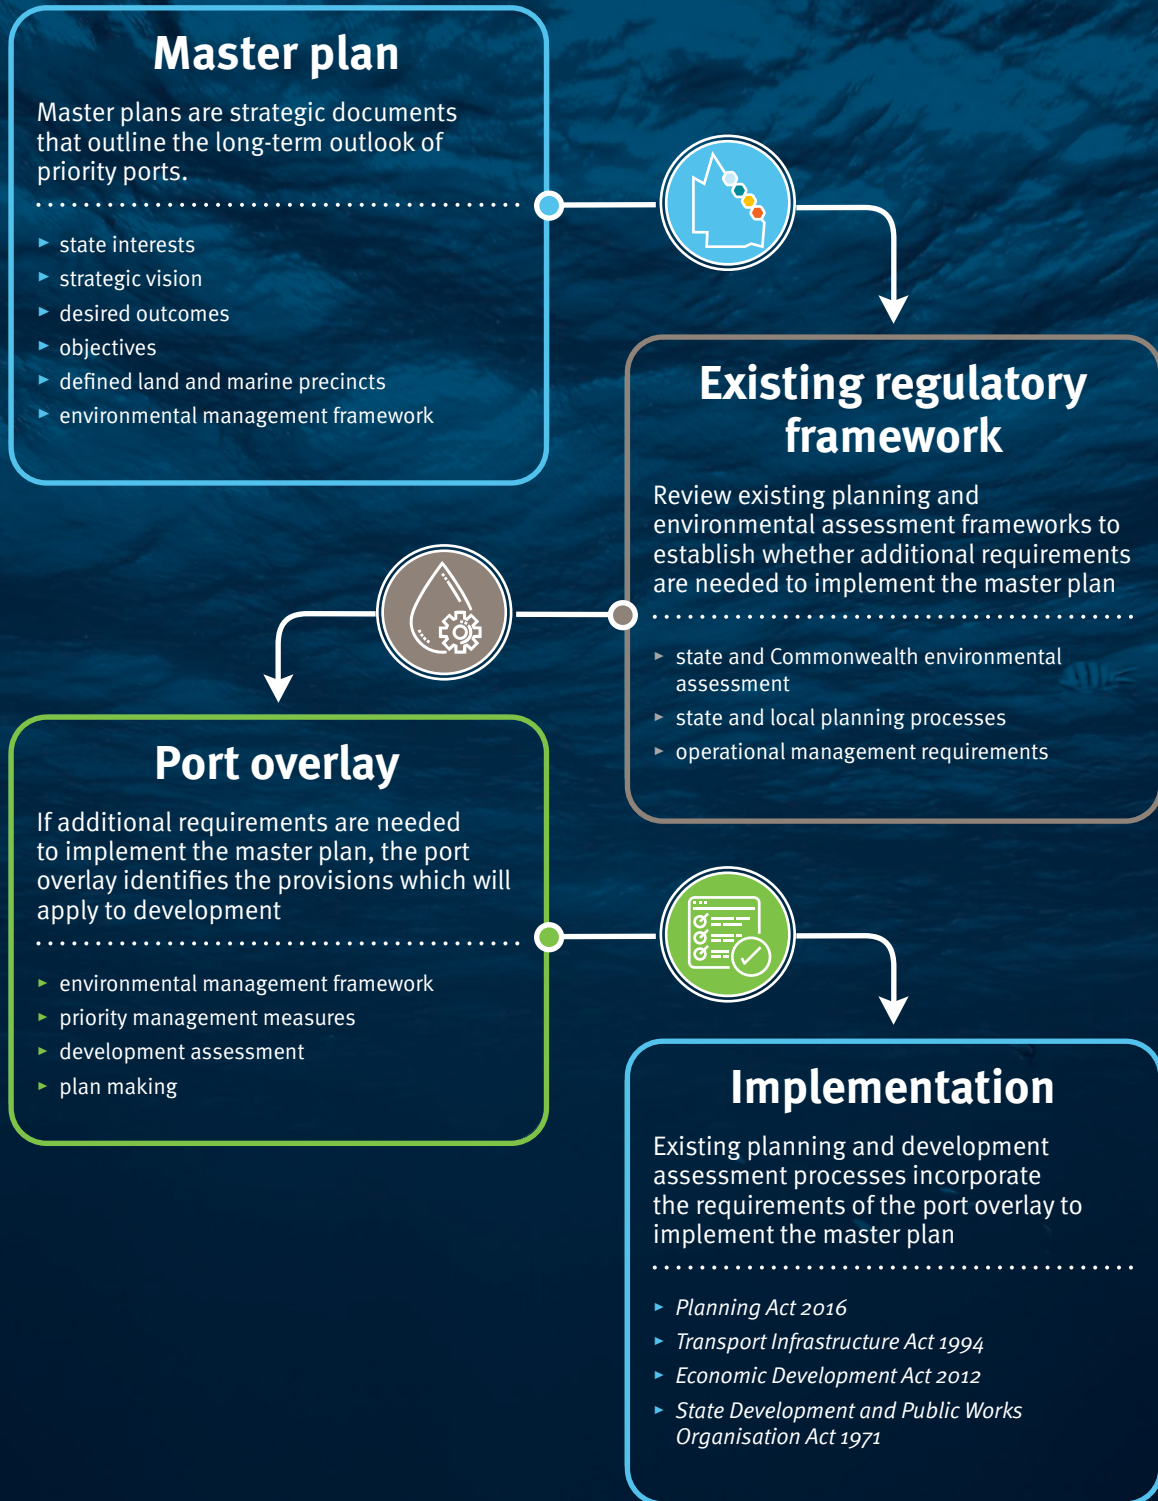 Master plan
Master plans are strategic documents
that outline the long-term outlook of
priority ports.
state interests
strategic vision
desired outcomes
objectives
defined land and marine precincts
environmental management framework
Existing regulatory
framework
Review existing planning and
environmental assessment frameworks to
establish whether additional requirements
are needed to implement the master plan
state and Commonwealth environmental
assessment
state and local planning processes
operational management requirements
Port overlay
If additional requirements are needed
to implement the master plan, the port
overlay identifies the provisions which will
apply to development
environmental management framework
priority management measures
development assessment
plan making
Implementation
Existing planning and development
assessment processes incorporate
the requirements of the port overlay to
implement the master plan
Planning Act 2016
Transport Infrastructure Act 1994
Economic Development Act 2012
State Development and Public Works
Organisation Act 1971